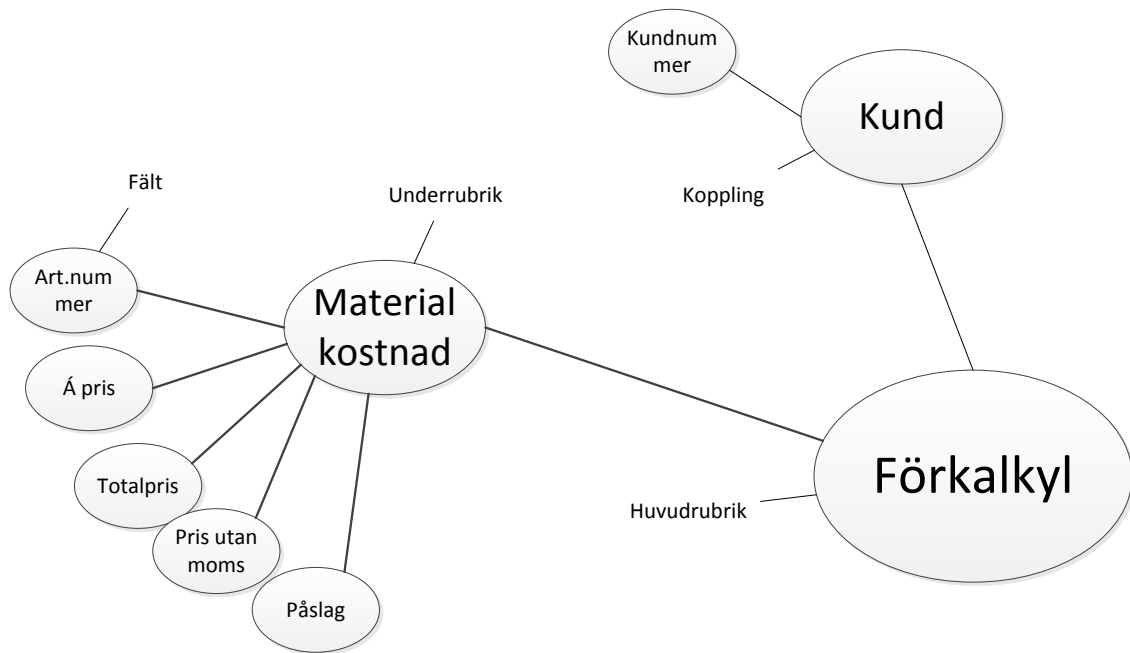 Kundnum
mer
Kund
Fält
Underrubrik
Koppling
Art.num
mer
Material
kostnad
Á pris
Förkalkyl
Totalpris
Huvudrubrik
Pris utan
moms
Påslag